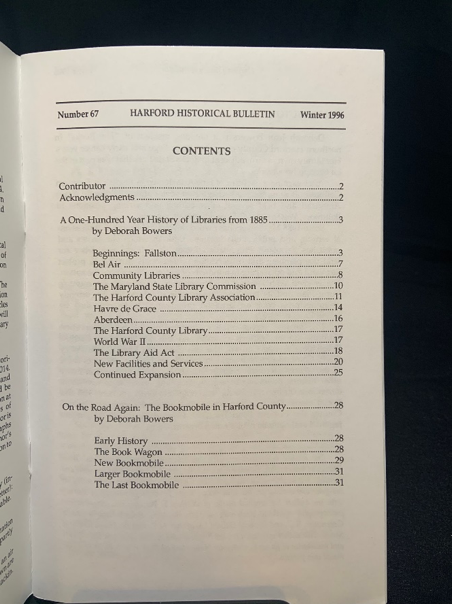 Number 67 HARFORD HISTORICAL BULLETIN Winter 1996
CONTENTS
Contributor ....................2
Acknowledgments ....................2
A One-Hundred Year History of Libraries from 1885 ....................3
by Deborah Bowers
Beginnings: Fallston ....................3
Bel Air ....................7
Community Libraries ....................8
The Maryland State Library Commission ....................10
The Harford County Library Association ....................11
Havre de Grace ....................14
Aberdeen ....................16
The Harford County Library ....................17
World War II ....................17
The Library Aid Act ....................18
New Facilities and Services ....................20
Continued Expansion ....................25
On the Road Again: The Bookmobile in Harford County ....................28
by Deborah Bowers
Early History ....................28
The Book Wagon ....................28
New Bookmobile ....................29
Larger Bookmobile ....................31
The Last Bookmobile ....................31